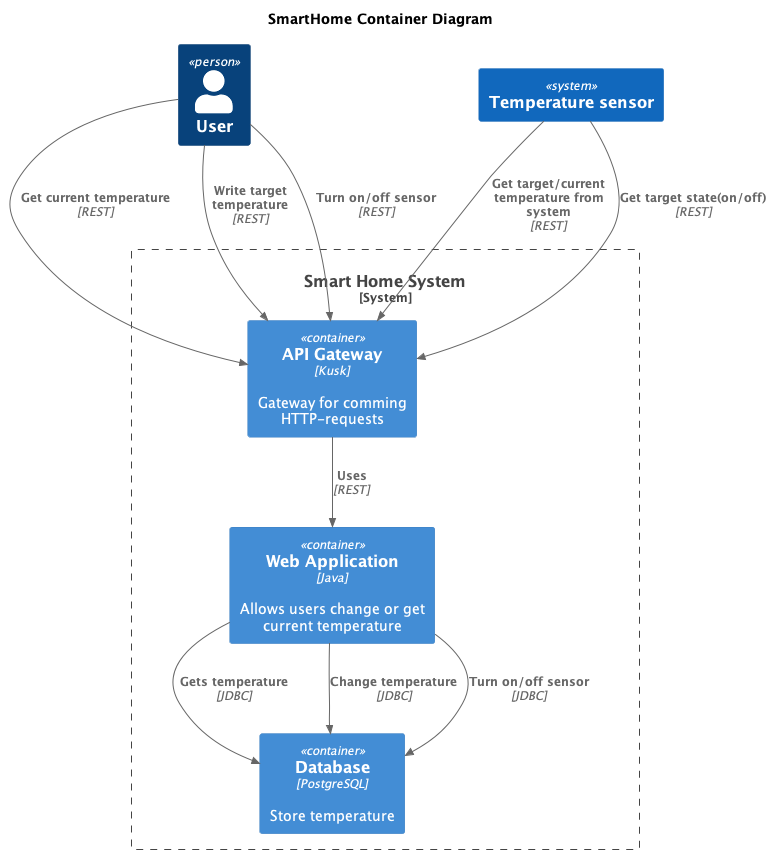 SmartHome Container Diagram
«person»
User
«system»
Temperature sensor
Get current temperature
[REST]
Write target
temperature
[REST]
Turn on/off sensor
[REST]
Get target/current
temperature from
system
[REST]
Get target state(on/off)
[REST]
Smart Home System
[System]
«container»
API Gateway
[Kusk]
Gateway for comming
HTTP-requests
Uses
[REST]
«container»
Web Application
[Java]
Allows users change or get
current temperature
Gets temperature
[JDBC]
Change temperature
[JDBC]
Turn on/off sensor
[JDBC]
«container»
Database
[PostgreSQL]
Store temperature